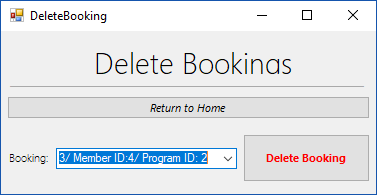 DeleteBooking
Delete Bookings
Return to Home
Booking: 3/ Member ID:4/ Program ID: 2
Delete Booking